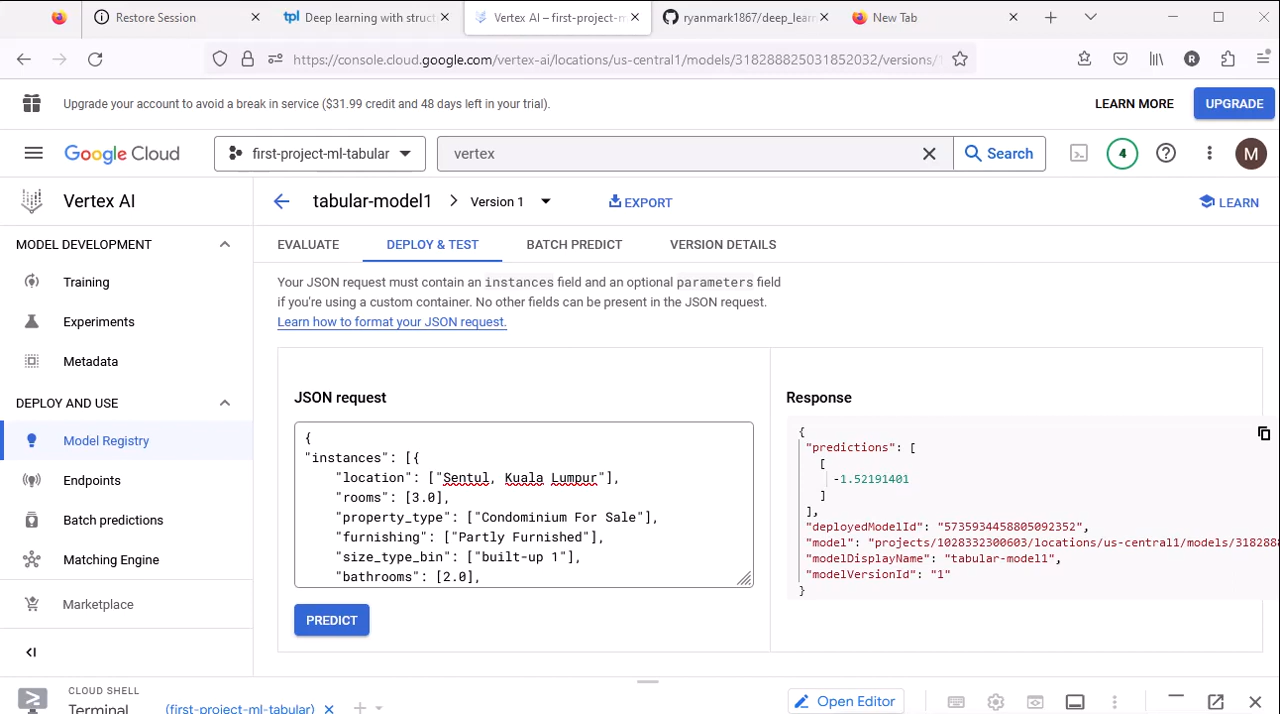 Restore Session
Deep learning with struct
Vertex AI – first-project-m
ryanmark1867/deep_learn
New Tab
https://console.cloud.google.com/vertex-ai/locations/us-central1/models/318288825031852032/versions/
Upgrade your account to avoid a break in service ($31.99 credit and 48 days left in your trial).
LEARN MORE
UPGRADE
Google Cloud
first-project-ml-tabular
vertex
Search
4
M
Vertex AI
tabular-model1
Version 1
EXPORT
LEARN
MODEL DEVELOPMENT
Training
Experiments
Metadata
DEPLOY AND USE
Model Registry
Endpoints
Batch predictions
Matching Engine
Marketplace
EVALUATE
DEPLOY & TEST
BATCH PREDICT
VERSION DETAILS
Your JSON request must contain an instances field and an optional parameters field
if you're using a custom container. No other fields can be present in the JSON request.
Learn how to format your JSON request.
JSON request
{
"instances": [{
"location": ["Sentul, Kuala Lumpur"],
"rooms": [3.0],
"property_type": ["Condominium For Sale"],
"furnishing": ["Partly Furnished"],
"size_type_bin": ["built-up 1"],
"bathrooms": [2.0],
PREDICT
Response
{
"predictions": [
[
-1.52191401
]
],
"deployedModelId": "5735934458805092352",
"model": "projects/1028332300603/locations/us-central1/models/318288
"modelDisplayName": "tabular-model1",
"modelVersionId": "1"
}
CLOUD SHELL
Terminal
(first-project-ml-tabular)
Open Editor